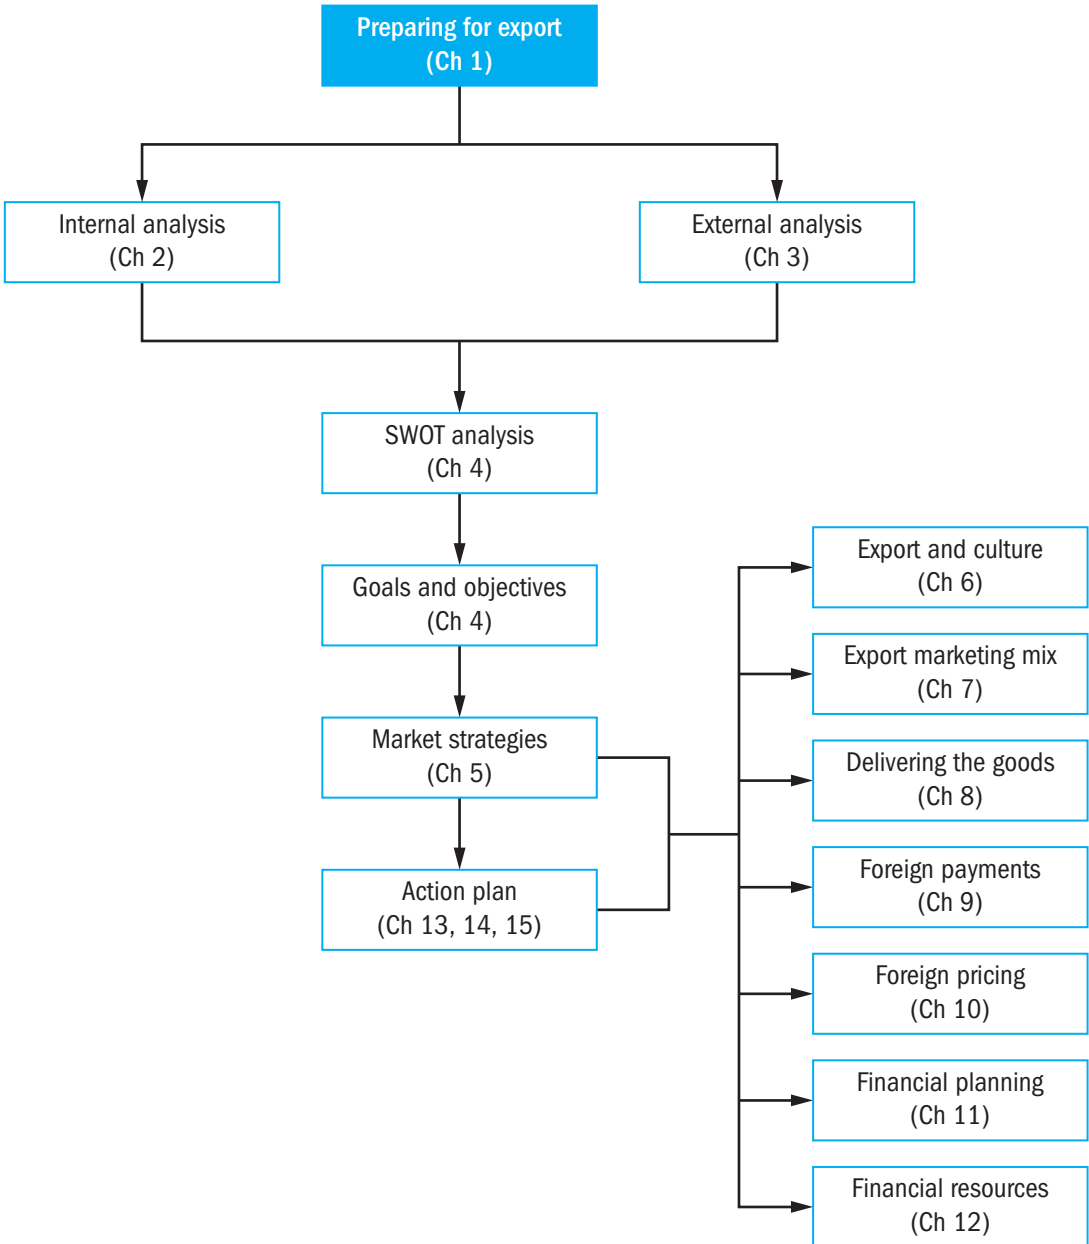 Preparing for export
(Ch 1)
Internal analysis
(Ch 2)
External analysis
(Ch 3)
SWOT analysis
(Ch 4)
Goals and objectives
(Ch 4)
Market strategies
(Ch 5)
Action plan
(Ch 13, 14, 15)
Export and culture
(Ch 6)
Export marketing mix
(Ch 7)
Delivering the goods
(Ch 8)
Foreign payments
(Ch 9)
Foreign pricing
(Ch 10)
Financial planning
(Ch 11)
Financial resources
(Ch 12)